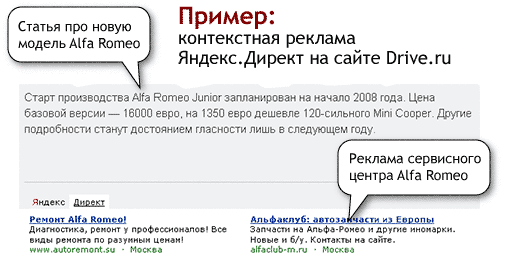 Статья про новую
модель Alfa Romeo
Пример:
контекстная реклама
Яндекс.Директ на сайте Drive.ru
Старт производства Alfa Romeo Junior запланирован на начало 2008 года. Цена
базовой версии — 16000 евро, на 1350 евро дешевле 120-сильного Mini Cooper. Другие
подробности станут достоянием гласности лишь в следующем году.
Реклама сервисного
центра Alfa Romeo
Яндекс Директ
Ремонт Alfa Romeo!
Диагностика, ремонт у профессионалов! Все
виды ремонта по разумным ценам!
www.autoremont.su · Москва
Альфаклуб: автозапчасти из Европы
Запчасти на Альфа-Ромео и другие иномарки.
Новые и б/у. Контакты на сайте.
alfaclub-m.ru · Москва